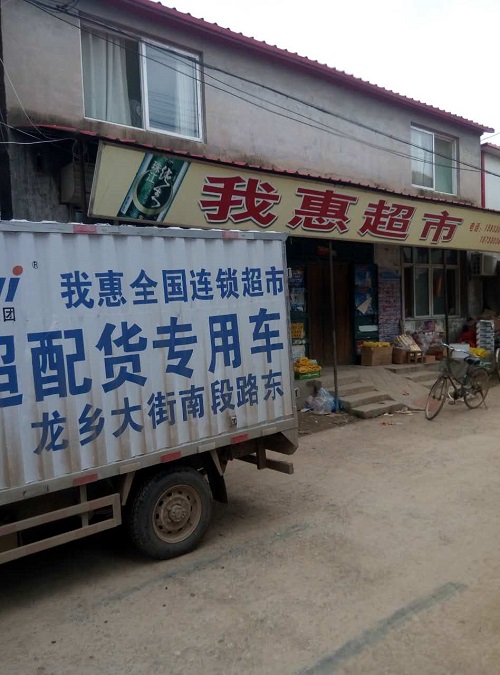 我惠超市
我惠全国连锁超市
团
超配货专用车
龙乡大街南段路东